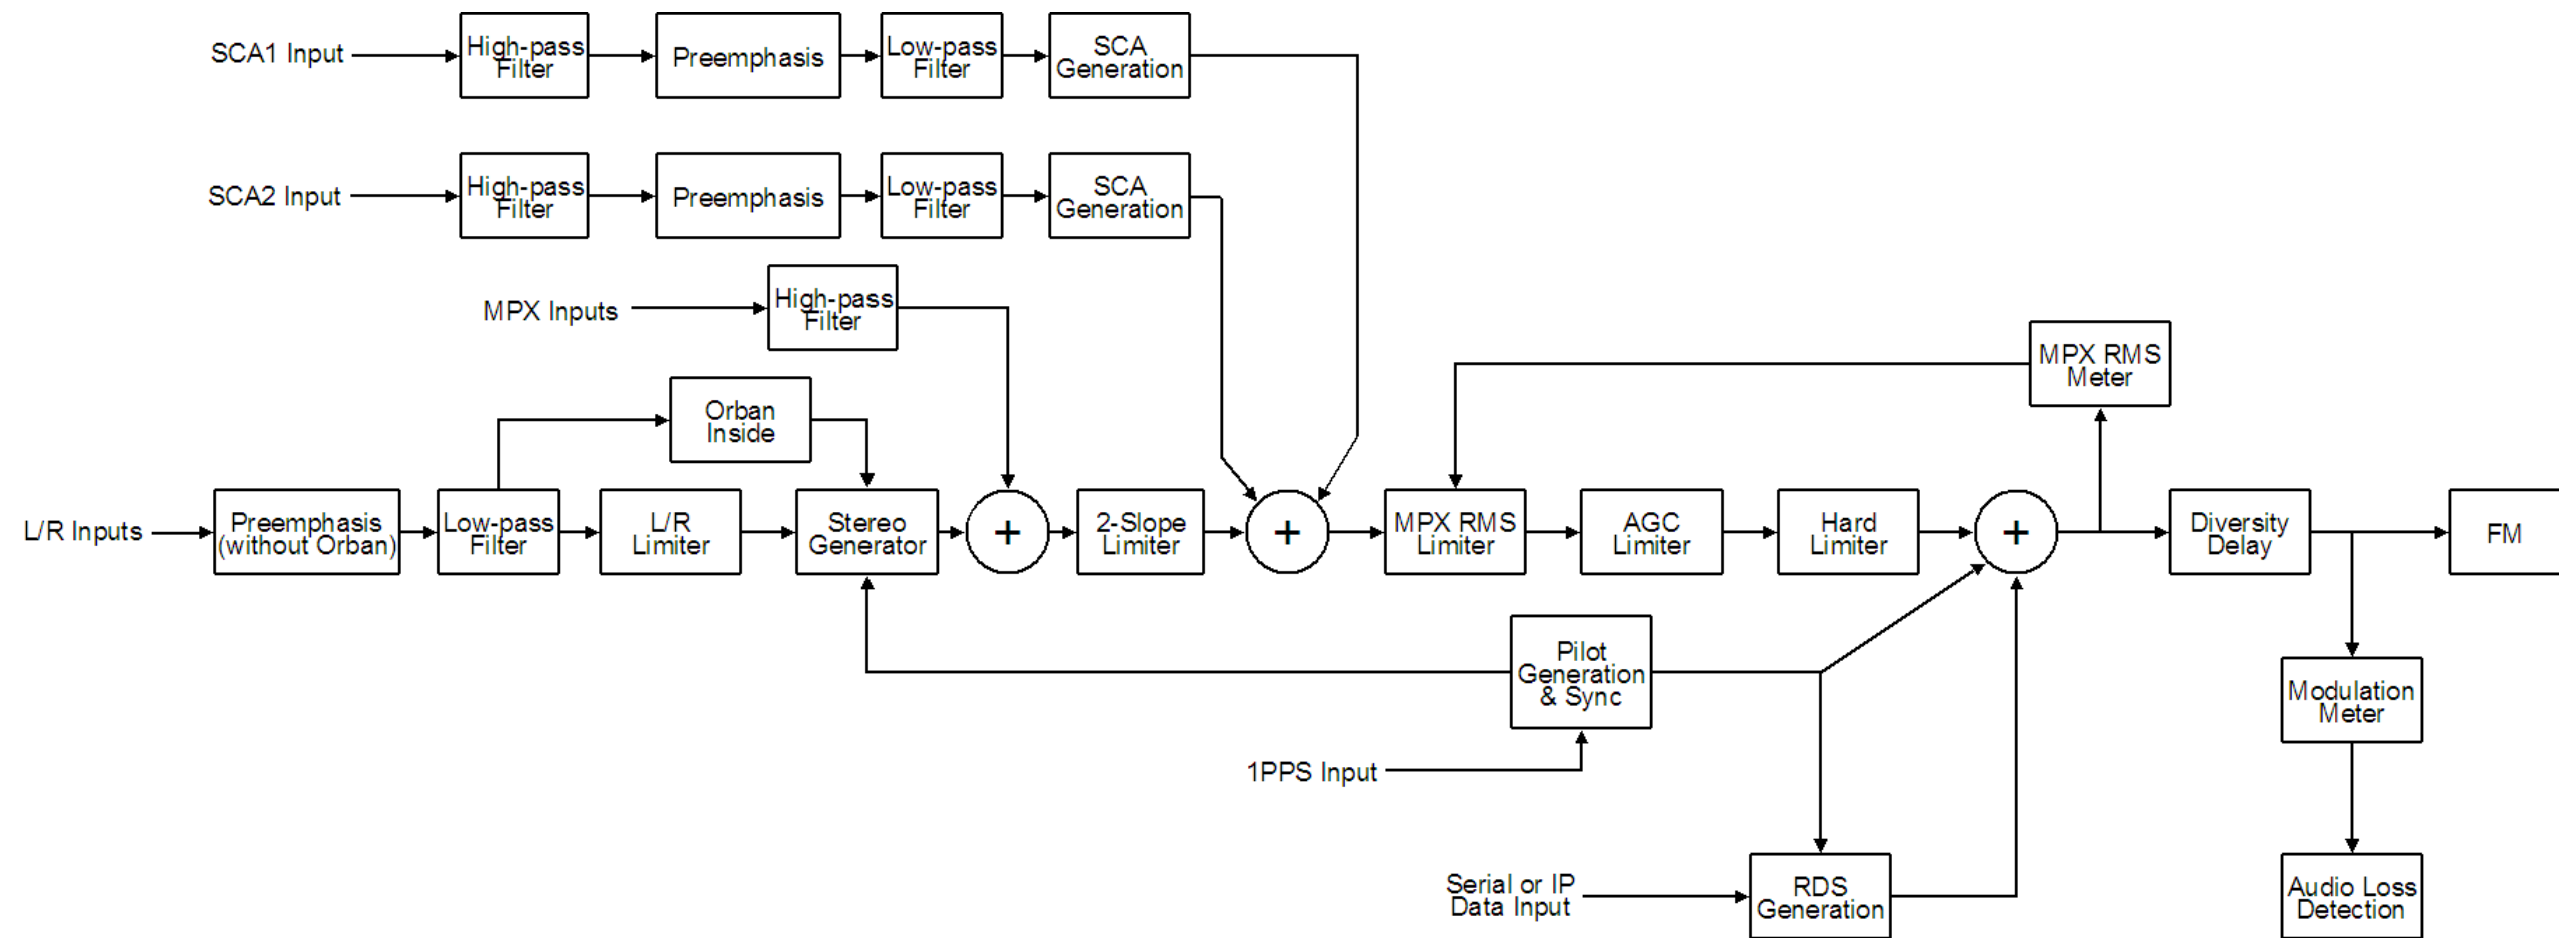 SCA1 Input
High-pass
Filter
Preemphasis
Low-pass
Filter
SCA
Generation
SCA2 Input
High-pass
Filter
Preemphasis
Low-pass
Filter
SCA
Generation
MPX Inputs
High-pass
Filter
MPX RMS
Meter
Orban
Inside
L/R Inputs
Preemphasis
(without Orban)
Low-pass
Filter
L/R
Limiter
Stereo
Generator
+
2-Slope
Limiter
+
MPX RMS
Limiter
AGC
Limiter
Hard
Limiter
+
Diversity
Delay
FM
Pilot
Generation
& Sync
Modulation
Meter
1PPS Input
Serial or IP
Data Input
RDS
Generation
Audio Loss
Detection